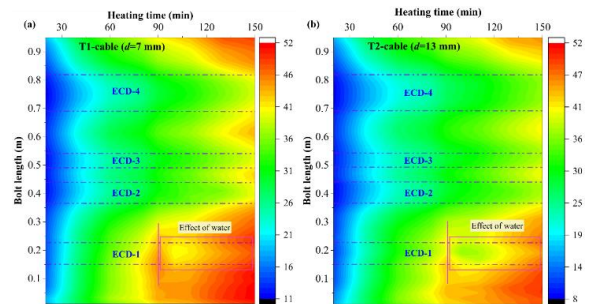 Heating time (min)
Heating time (min)
(a)
30 60 90 120 150
(b)
30 60 90 120 150
T1-cable (d=7 mm)
T2-cable (d=13 mm)
Bolt length (m)
0.9
0.8
0.7
0.6
0.5
0.4
0.3
0.2
0.1
ECD-4
ECD-3
ECD-2
Effect of water
ECD-1
52
46
41
36
31
26
21
16
11
Bolt length (m)
0.9
0.8
0.7
0.6
0.5
0.4
0.3
0.2
0.1
ECD-4
ECD-3
ECD-2
Effect of water
ECD-1
52
46
41
35
30
24
19
13
8